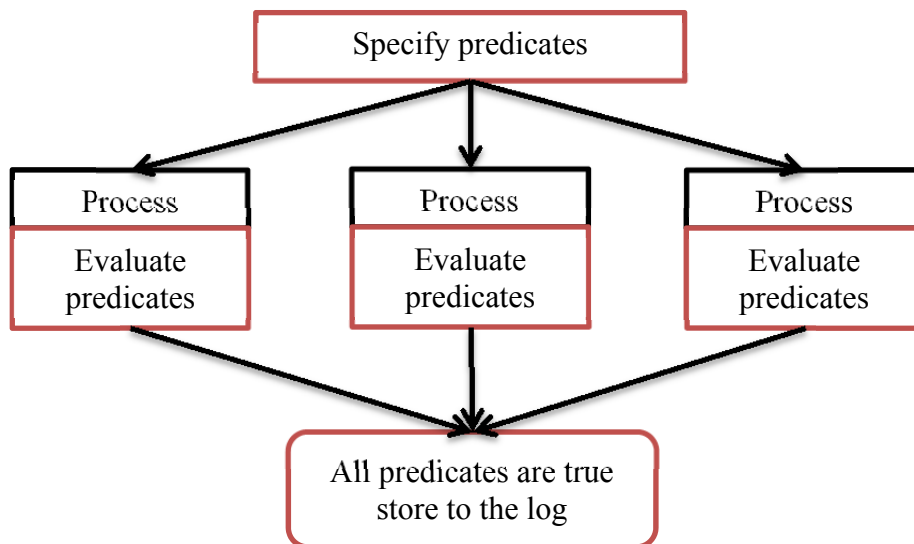 Specify predicates
Process
Process
Process
Evaluate
predicates
Evaluate
predicates
Evaluate
predicates
All predicates are true
store to the log